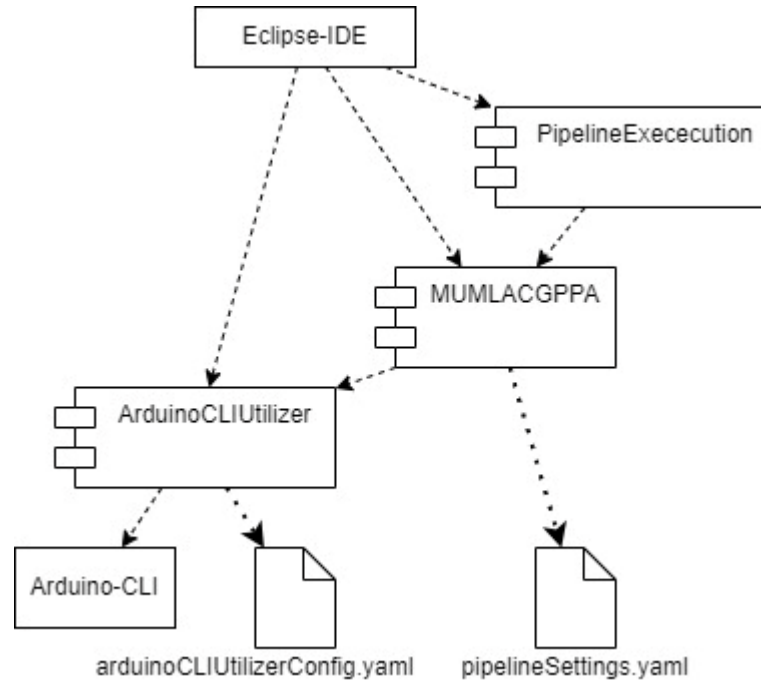 Eclipse-IDE
PipelineExececution
MUMLACGPPA
ArduinoCLIUtilizer
Arduino-CLI
arduinoCLIUtilizerConfig.yaml
pipelineSettings.yaml